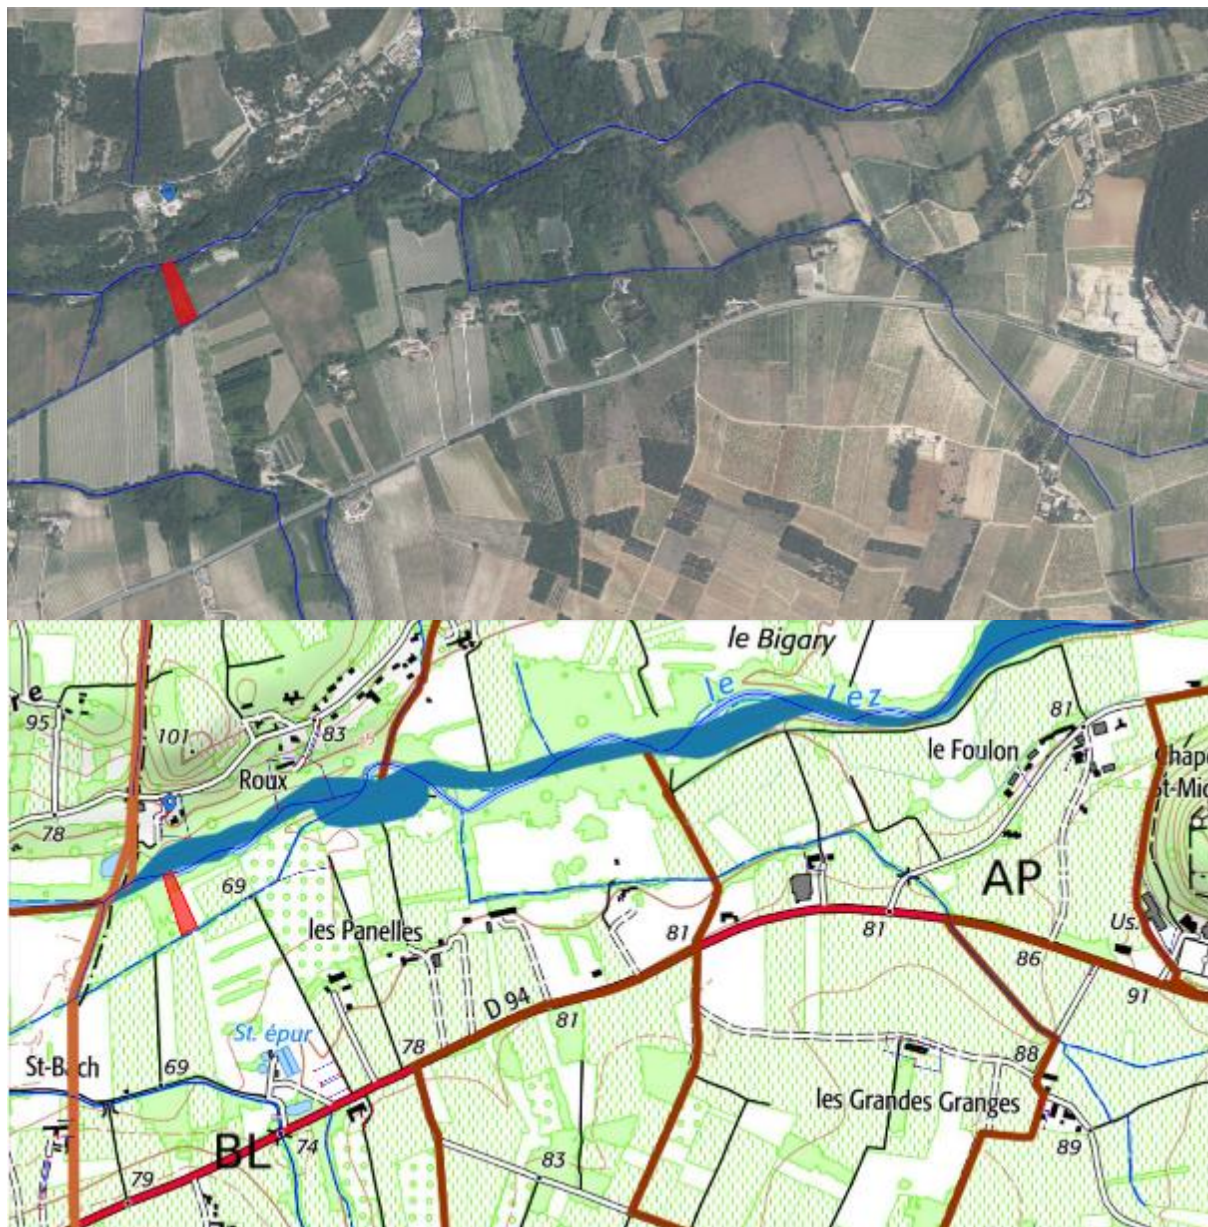 le Bigary
le Lez
81
le Foulon
95
101
83
Roux
78
69
AP
les Panelles
81
81
Us.
86
D 94
81
91
St. épur
78
St-Bach
69
88
les Grandes Granges
BL
74
83
89
79